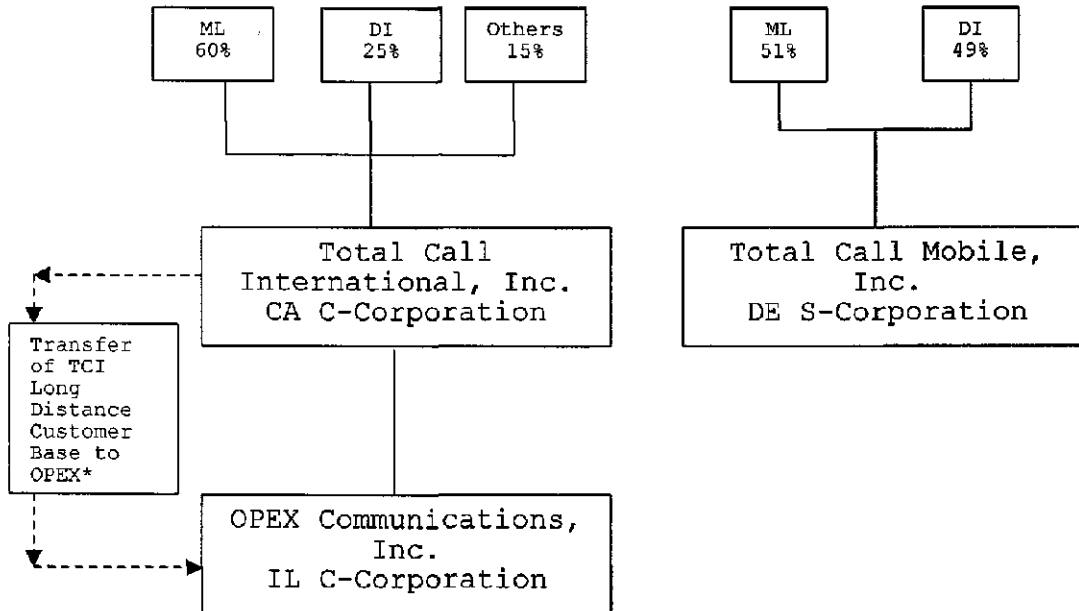 ML
60%
DI
25%
Others
15%
ML
51%
DI
49%
Total Call
International, Inc.
CA C-Corporation
Total Call Mobile,
Inc.
DE S-Corporation
Transfer
of TCI
Long
Distance
Customer
Base to
OPEX*
OPEX Communications,
Inc.
IL C-Corporation